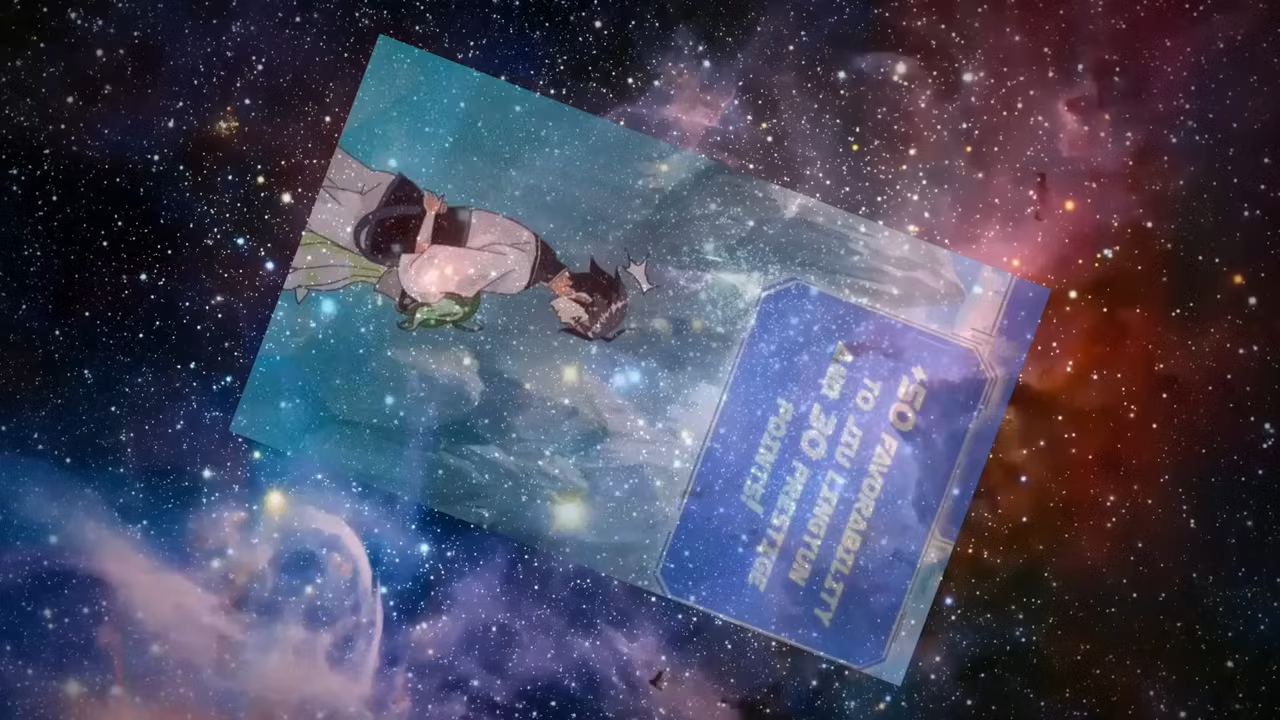 +50 FAVORABILITY
TO JIU LINGYUN
AND 30 PRESTIGE
POINTS!